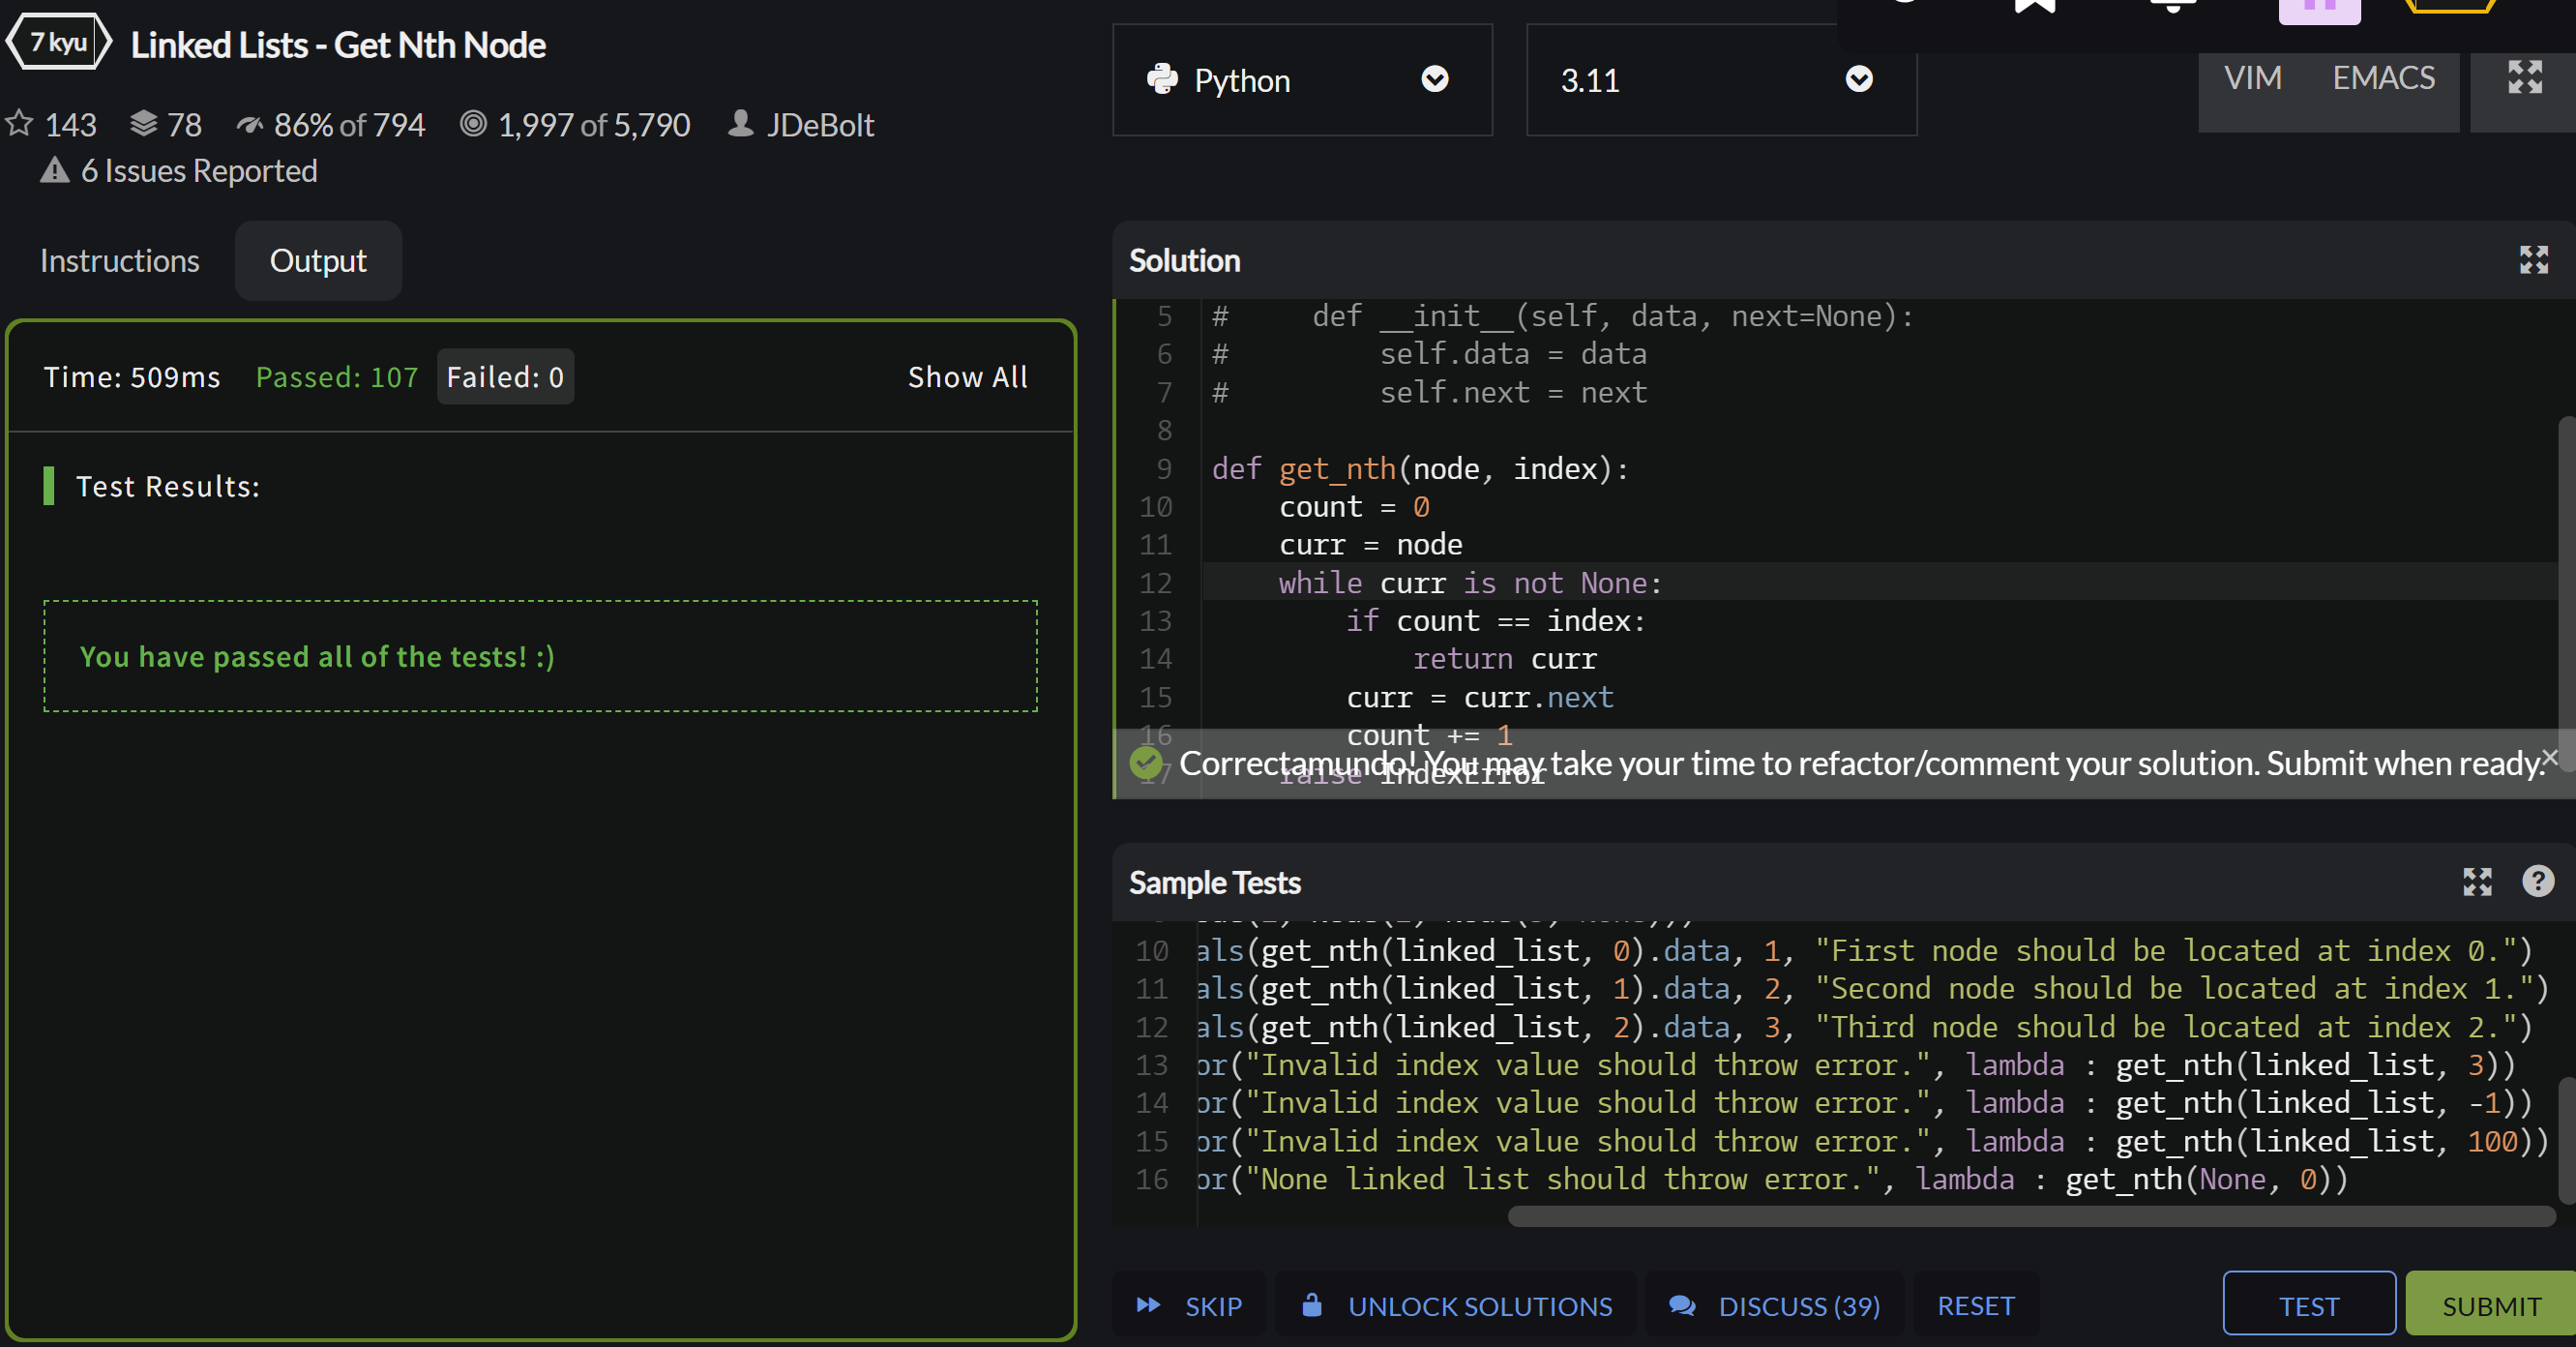 7 kyu
Linked Lists - Get Nth Node
143 78 86% of 794 1,997 of 5,790 JDeBolt
6 Issues Reported
Instructions Output
Time: 509ms Passed: 107 Failed: 0 Show All
Test Results:
You have passed all of the tests! :)
Python 3.11 VIM EMACS
Solution
5 #     def __init__(self, data, next=None):
6 #         self.data = data
7 #         self.next = next
8
9 def get_nth(node, index):
10     count = 0
11     curr = node
12     while curr is not None:
13         if count == index:
14             return curr
15         curr = curr.next
16         count += 1
17     raise IndexError
Correctamundo! You may take your time to refactor/comment your solution. Submit when ready. ×
Sample Tests
10 als(get_nth(linked_list, 0).data, 1, "First node should be located at index 0.")
11 als(get_nth(linked_list, 1).data, 2, "Second node should be located at index 1.")
12 als(get_nth(linked_list, 2).data, 3, "Third node should be located at index 2.")
13 or("Invalid index value should throw error.", lambda : get_nth(linked_list, 3))
14 or("Invalid index value should throw error.", lambda : get_nth(linked_list, -1))
15 or("Invalid index value should throw error.", lambda : get_nth(linked_list, 100))
16 or("None linked list should throw error.", lambda : get_nth(None, 0))
SKIP UNLOCK SOLUTIONS DISCUSS (39) RESET TEST SUBMIT